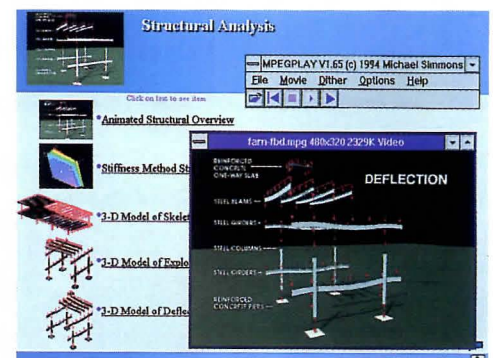 Structural Analysis
MPEGPLAY V1.65 (c) 1994 Michael Simmons
File Movie Dither Options Help
Click on text to see item
Animated Structural Overview
farn-fbd.mpg 480x320 2329K Video
Stiffness Method St
3-D Model of Skelet
3-D Model of Explo
3-D Model of Defle
DEFLECTION
REINFORCED
CONCRETE
ONE-WAY SLAB
STEEL BEAMS
STEEL GIRDERS
STEEL COLUMNS
STEEL GIRDERS
REINFORCED
CONCRETE PIERS